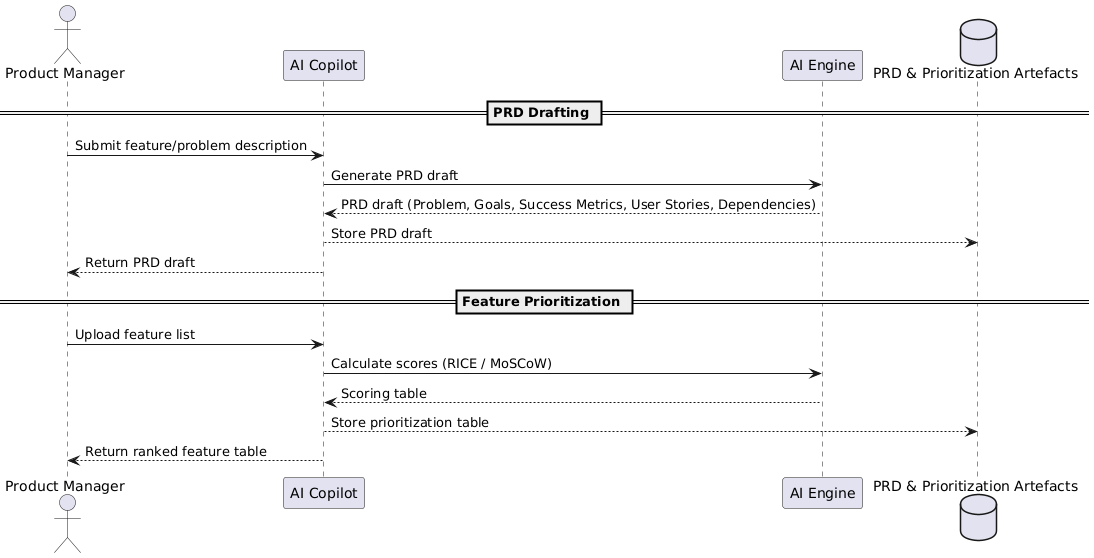 Product Manager
AI Copilot
AI Engine
PRD & Prioritization Artefacts
PRD Drafting
Submit feature/problem description
Generate PRD draft
PRD draft (Problem, Goals, Success Metrics, User Stories, Dependencies)
Store PRD draft
Return PRD draft
Feature Prioritization
Upload feature list
Calculate scores (RICE / MoSCoW)
Scoring table
Store prioritization table
Return ranked feature table
Product Manager
AI Copilot
AI Engine
PRD & Prioritization Artefacts